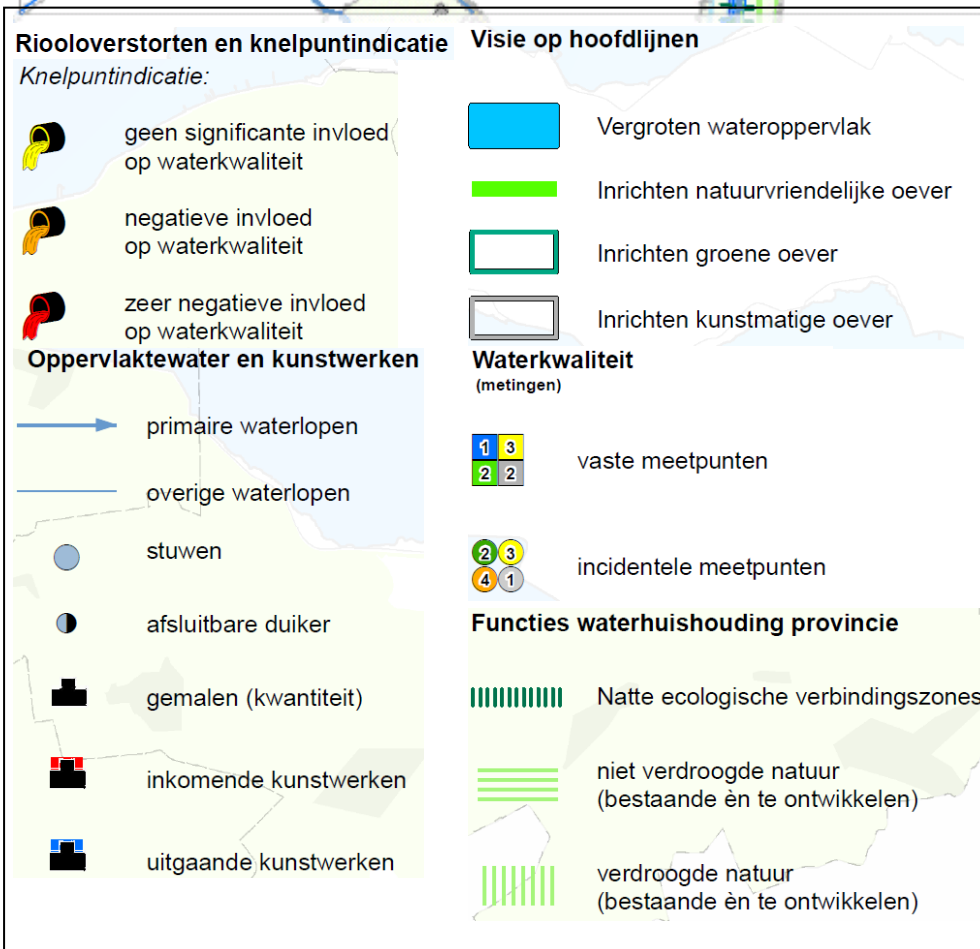 Riooloverstorten en knelpuntindicatie
Knelpuntindicatie:
geen significante invloed
op waterkwaliteit
negatieve invloed
op waterkwaliteit
zeer negatieve invloed
op waterkwaliteit
Oppervlaktewater en kunstwerken
primaire waterlopen
overige waterlopen
stuwen
afsluitbare duiker
gemalen (kwantiteit)
inkomende kunstwerken
uitgaande kunstwerken
Visie op hoofdlijnen
Vergroten wateroppervlak
Inrichten natuurvriendelijke oever
Inrichten groene oever
Inrichten kunstmatige oever
Waterkwaliteit
(metingen)
1 3
2 2
vaste meetpunten
2 3
4 1
incidentele meetpunten
Functies waterhuishouding provincie
Natte ecologische verbindingszones
niet verdroogde natuur
(bestaande èn te ontwikkelen)
verdroogde natuur
(bestaande èn te ontwikkelen)